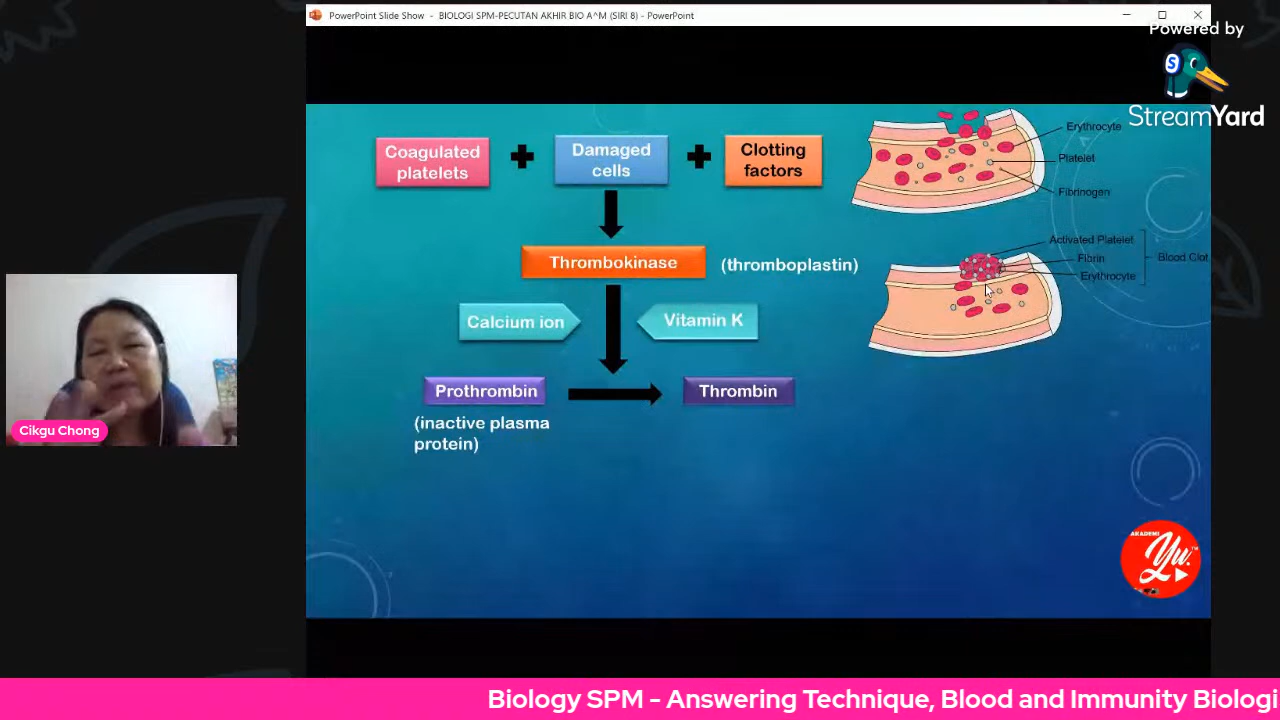 PowerPoint Slide Show - BIOLOGI SPM-PECUTAN AKHIR BIO A^M (SIRI 8) - PowerPoint
Powered by
S
StreamYard
Coagulated
platelets
Damaged
cells
Clotting
factors
Thrombokinase
(thromboplastin)
Calcium ion
Vitamin K
Prothrombin
Thrombin
(inactive plasma
protein)
Erythrocyte
Platelet
Fibrinogen
Activated Platelet
Fibrin
Erythrocyte
Blood Clot
Cikgu Chong
AKADEMI
Yu.
Biology SPM - Answering Technique, Blood and Immunity Biologi